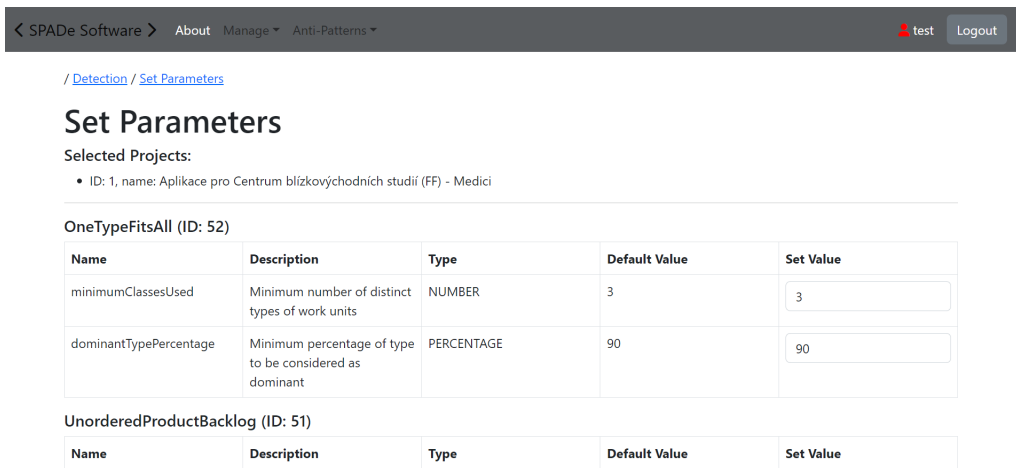 SPADe Software About Manage Anti-Patterns test Logout
/ Detection / Set Parameters
Set Parameters
Selected Projects:
ID: 1, name: Aplikace pro Centrum blízkovýchodních studií (FF) - Medici
OneTypeFitsAll (ID: 52)
Name Description Type Default Value Set Value
minimumClassesUsed Minimum number of distinct NUMBER 3 3
types of work units
dominantTypePercentage Minimum percentage of type PERCENTAGE 90 90
to be considered as
dominant
UnorderedProductBacklog (ID: 51)
Name Description Type Default Value Set Value